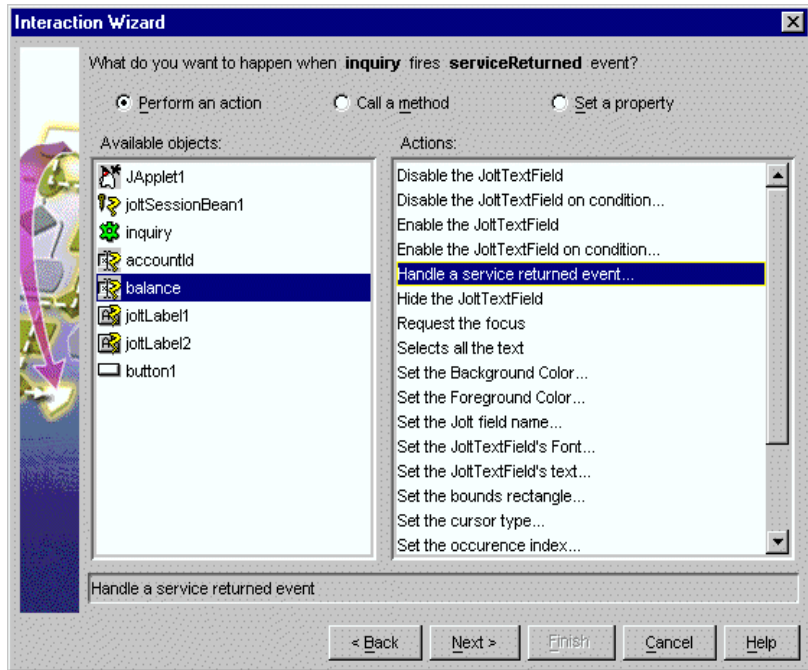 Interaction Wizard
What do you want to happen when inquiry fires serviceReturned event?
Perform an action
Call a method
Set a property
Available objects:
JApplet1
joltSessionBean1
inquiry
accountId
balance
joltLabel1
joltLabel2
button1
Actions:
Disable the JoltTextField
Disable the JoltTextField on condition...
Enable the JoltTextField
Enable the JoltTextField on condition...
Handle a service returned event...
Hide the JoltTextField
Request the focus
Selects all the text
Set the Background Color...
Set the Foreground Color...
Set the Jolt field name...
Set the JoltTextField's Font...
Set the JoltTextField's text...
Set the bounds rectangle...
Set the cursor type...
Set the occurence index...
Handle a service returned event
< Back
Next >
Finish
Cancel
Help